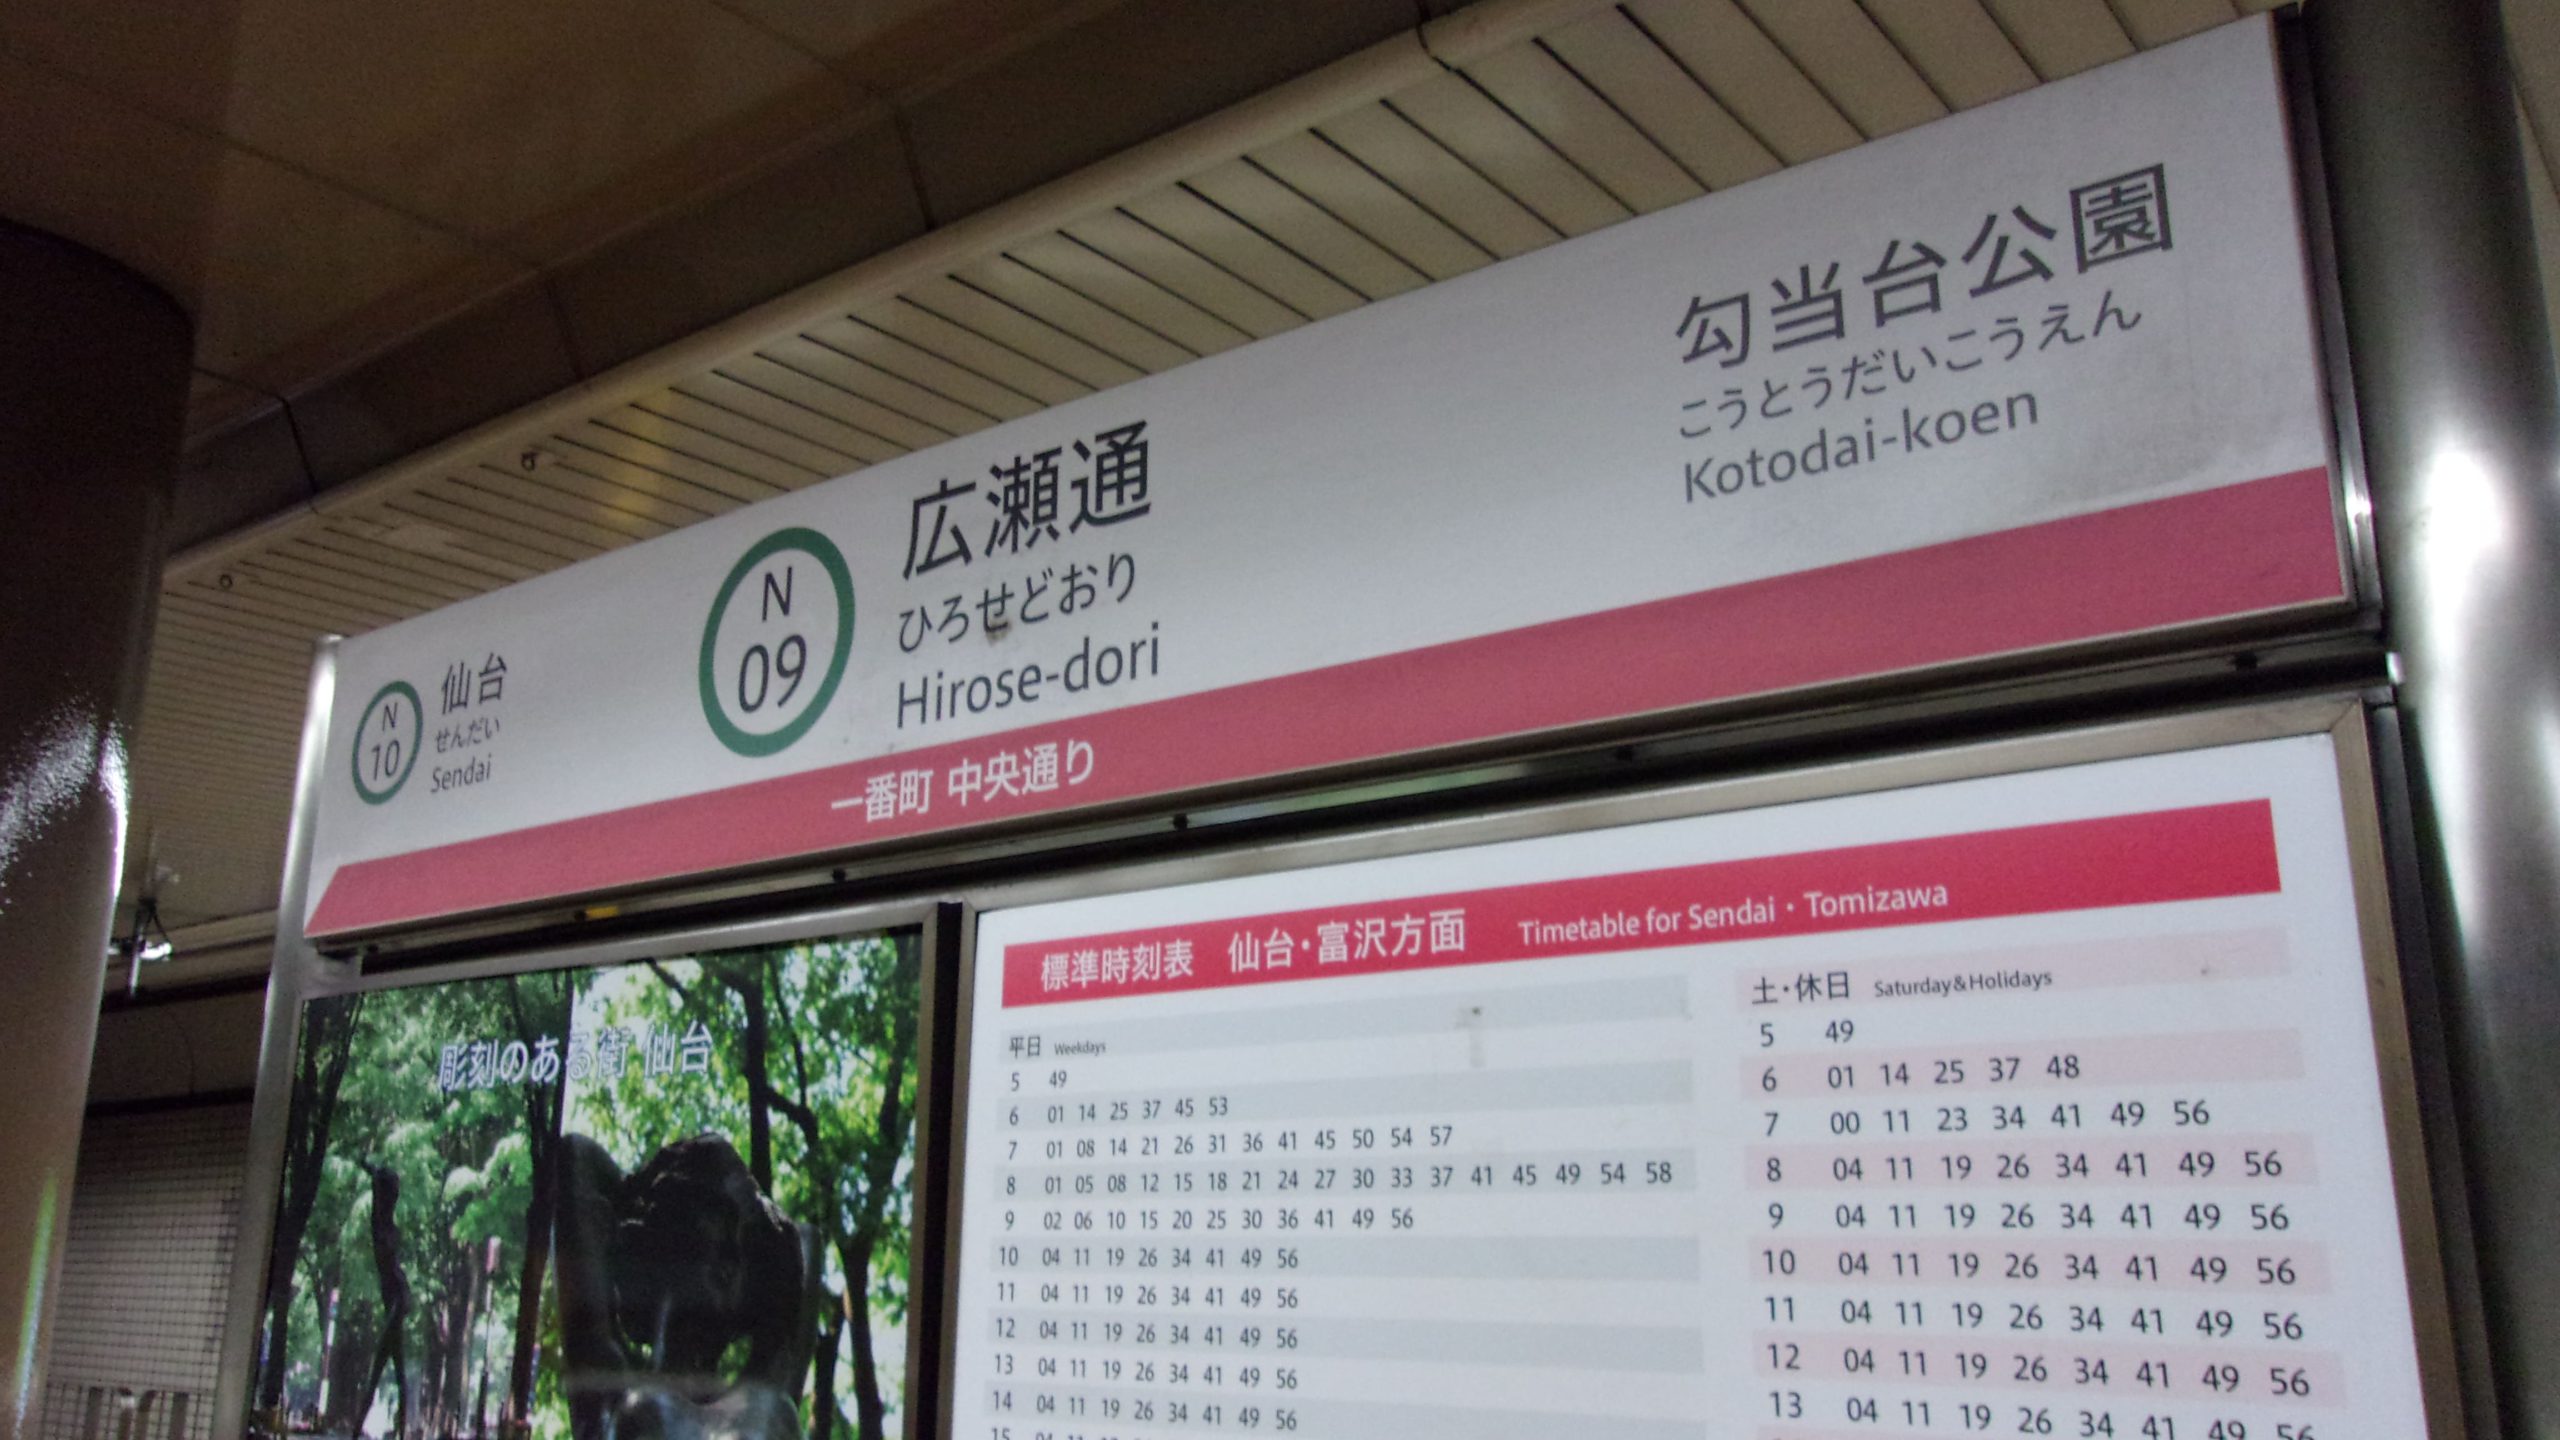 N
10
仙台
せんだい
Sendai
N
09
広瀬通
ひろせどおり
Hirose-dori
勾当台公園
こうとうだいこうえん
Kotodai-koen
一番町 中央通り
彫刻のある街 仙台
標準時刻表 仙台・富沢方面 Timetable for Sendai・Tomizawa
平日 Weekdays
5 49
6 01 14 25 37 45 53
7 01 08 14 21 26 31 36 41 45 50 54 57
8 01 05 08 12 15 18 21 24 27 30 33 37 41 45 49 54 58
9 02 06 10 15 20 25 30 36 41 49 56
10 04 11 19 26 34 41 49 56
11 04 11 19 26 34 41 49 56
12 04 11 19 26 34 41 49 56
13 04 11 19 26 34 41 49 56
14 04 11 19 26 34 41 49 56
15
土・休日 Saturday&Holidays
5 49
6 01 14 25 37 48
7 00 11 23 34 41 49 56
8 04 11 19 26 34 41 49 56
9 04 11 19 26 34 41 49 56
10 04 11 19 26 34 41 49 56
11 04 11 19 26 34 41 49 56
12 04 11 19 26 34 41 49 56
13 04 11 19 26 34 41 49 56